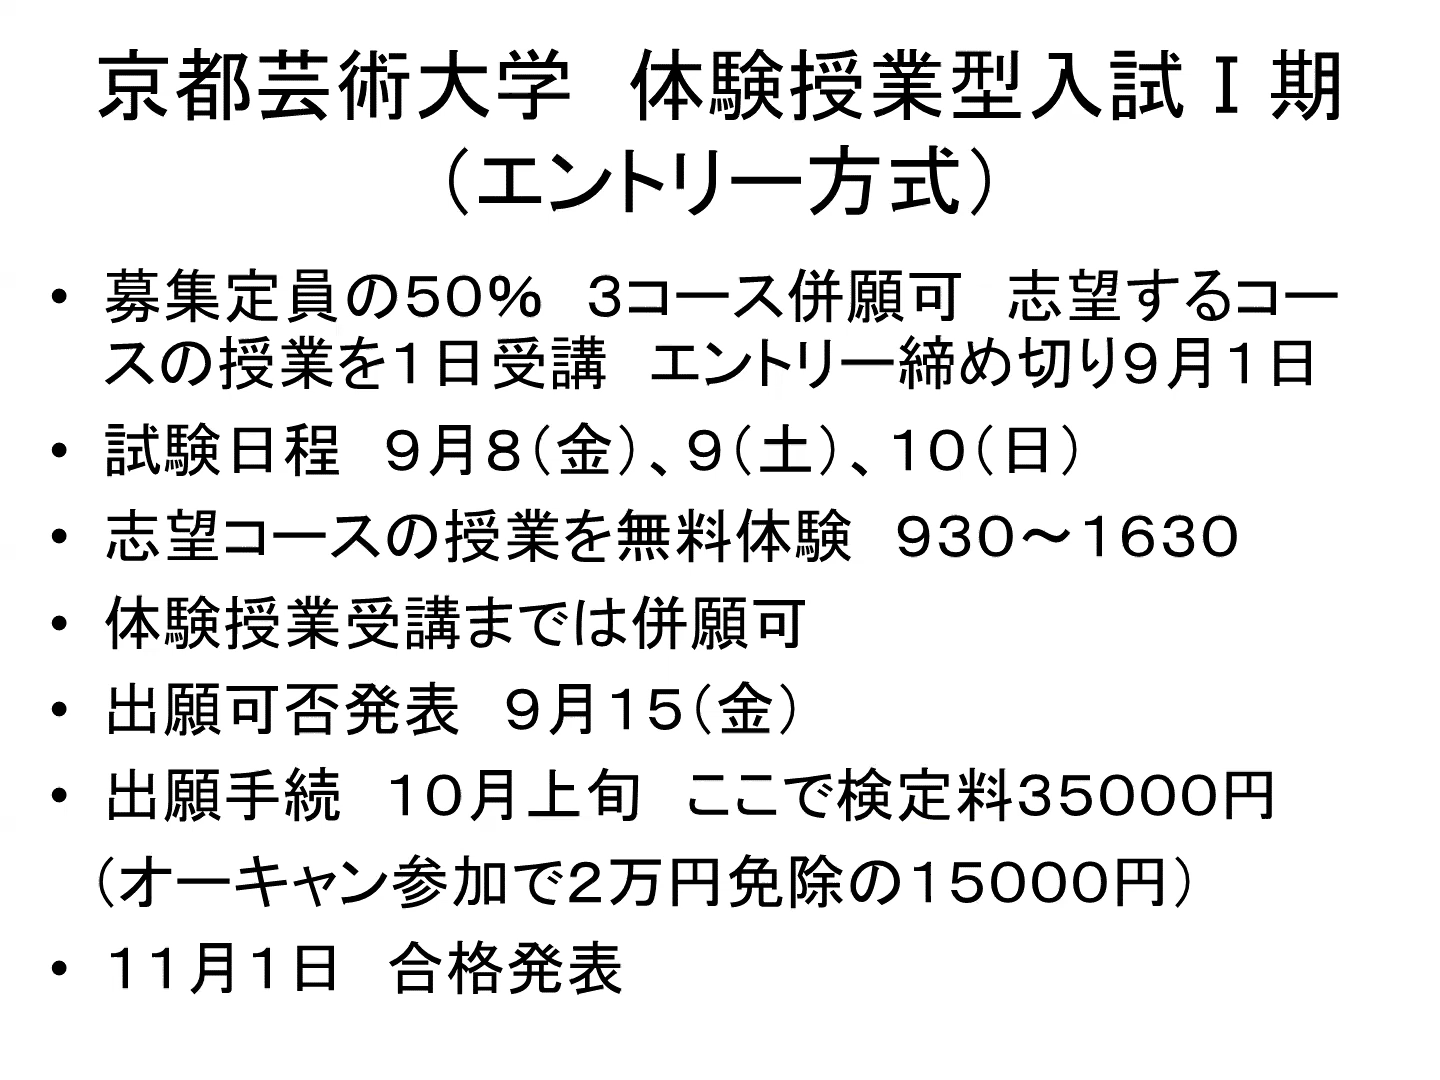 京都芸術大学　体験授業型入試Ⅰ期
（エントリー方式）
• 募集定員の５０％　３コース併願可　志望するコー
スの授業を１日受講　エントリー締め切り９月１日
• 試験日程　９月８（金）、９（土）、１０（日）
• 志望コースの授業を無料体験　９３０～１６３０
• 体験授業受講までは併願可
• 出願可否発表　９月１５（金）
• 出願手続　１０月上旬　ここで検定料３５０００円
（オーキャン参加で２万円免除の１５０００円）
• １１月１日　合格発表